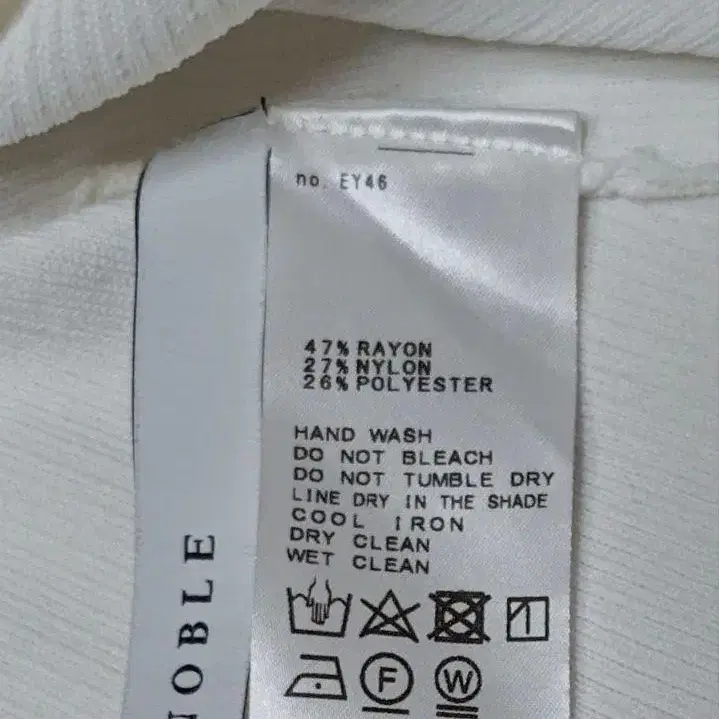 no. EY46
47% RAYON
27% NYLON
26% POLYESTER
HAND WASH
DO NOT BLEACH
DO NOT TUMBLE DRY
LINE DRY IN THE SHADE
COOL IRON
DRY CLEAN
WET CLEAN
F
W
NOBLE